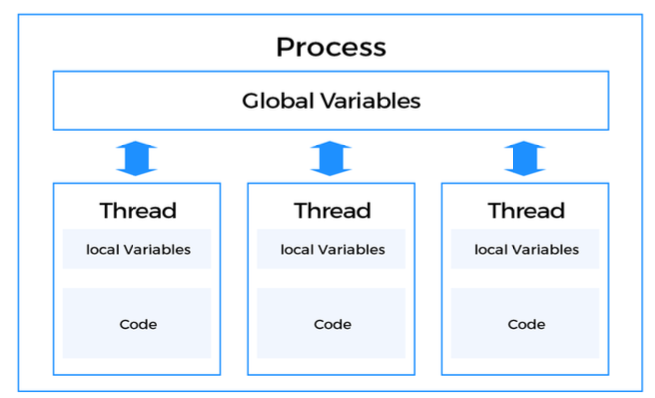 Process
Global Variables
Thread
local Variables
Code
Thread
local Variables
Code
Thread
local Variables
Code